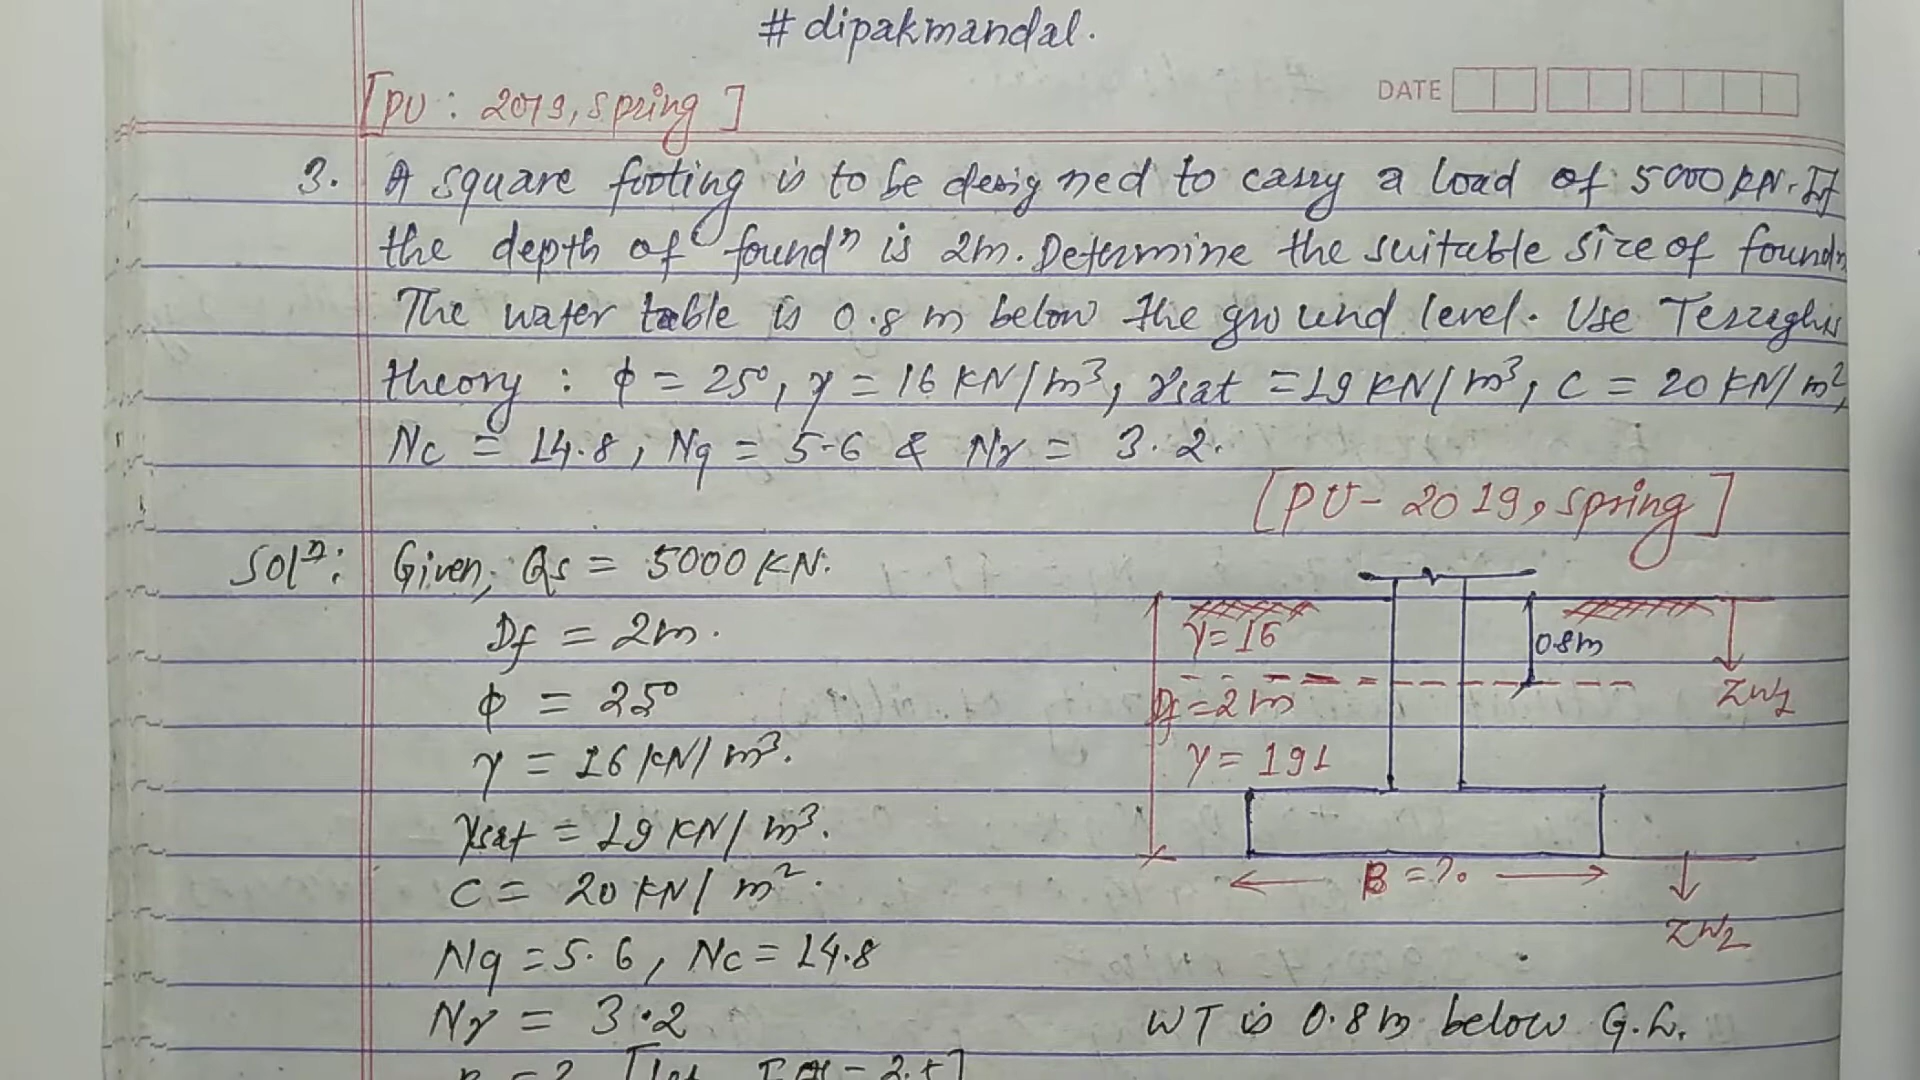 #dipakmandal.
DATE
[PU: 2019, spring]
3. A square footing is to be designed to carry a load of 5000 KN. If
the depth of foundⁿ is 2m. Determine the suitable size of foundⁿ
The water table is 0.8 m below the ground level. Use Terzeghis
theory : φ = 25°, γ = 16 KN/m³, γsat = 19 KN/m³, C = 20 KN/m²,
Nc = 14.8, Nq = 5.6 & Nγ = 3.2.
[PU- 2019, spring]
Solⁿ: Given, Qs = 5000 KN.
Df = 2m.
φ = 25°
γ = 16 KN/m³.
γsat = 19 KN/m³.
C = 20 KN/m².
Nq = 5.6, Nc = 14.8
Nγ = 3.2
γ = 16
0.8m
Zw1
Df = 2m
γ = 191
B = ?
Zw2
WT is 0.8m below G.L.